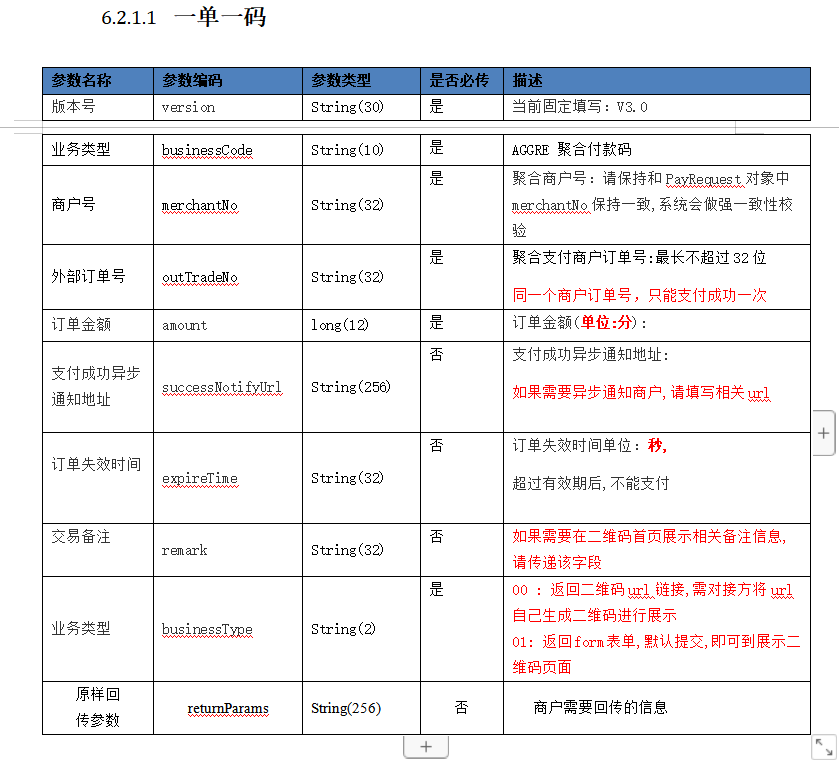 6.2.1.1 一单一码
参数名称 参数编码 参数类型 是否必传 描述
版本号 version String(30) 是 当前固定填写：V3.0
业务类型 businessCode String(10) 是 AGGRE 聚合付款码
商户号 merchantNo String(32) 是 聚合商户号：请保持和 PayRequest 对象中
merchantNo 保持一致,系统会做强一致性校
验
外部订单号 outTradeNo String(32) 是 聚合支付商户订单号:最长不超过 32 位
同一个商户订单号，只能支付成功一次
订单金额 amount long(12) 是 订单金额(单位:分):
支付成功异步
通知地址 successNotifyUrl String(256) 否 支付成功异步通知地址:
如果需要异步通知商户,请填写相关 url
订单失效时间 expireTime String(32) 否 订单失效时间单位：秒,
超过有效期后,不能支付
交易备注 remark String(32) 否 如果需要在二维码首页展示相关备注信息,
请传递该字段
业务类型 businessType String(2) 是 00 ：返回二维码 url 链接,需对接方将 url
自己生成二维码进行展示
01: 返回 form 表单,默认提交,即可到展示二
维码页面
原样回
传参数 returnParams String(256) 否 商户需要回传的信息